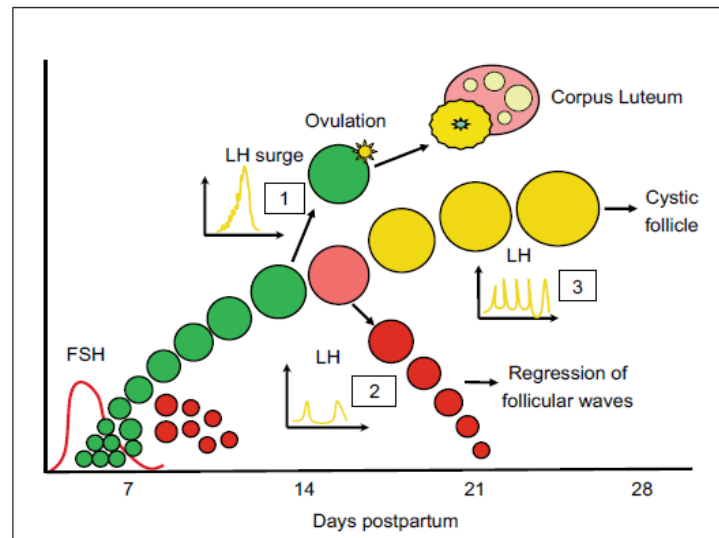 Corpus Luteum
Ovulation
LH surge
1
Cystic
follicle
LH
3
FSH
LH
2
Regression of
follicular waves
7
14
21
28
Days postpartum